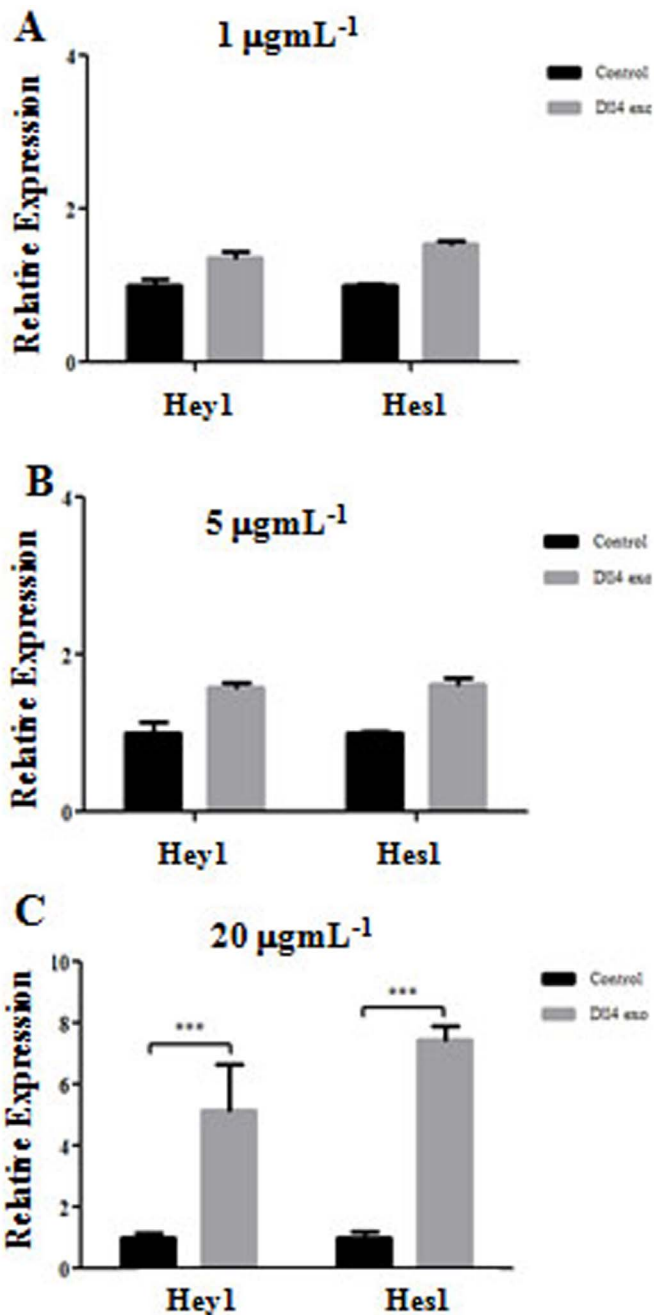 A
1 µgmL-1
Control
Dll4 exo
Relative Expression
4
2
0
Hey1
Hes1
B
5 µgmL-1
Control
Dll4 exo
Relative Expression
4
2
0
Hey1
Hes1
C
20 µgmL-1
Control
Dll4 exo
Relative Expression
10
8
6
4
2
0
***
***
Hey1
Hes1